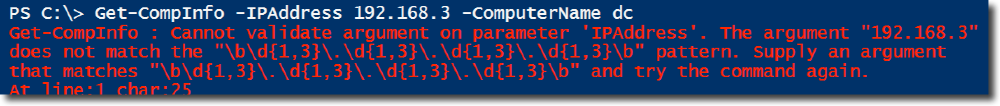 PS C:\> Get-CompInfo -IPAddress 192.168.3 -ComputerName dc
Get-CompInfo : Cannot validate argument on parameter 'IPAddress'. The argument "192.168.3"
does not match the "\b\d{1,3}\.\d{1,3}\.\d{1,3}\.\d{1,3}\b" pattern. Supply an argument
that matches "\b\d{1,3}\.\d{1,3}\.\d{1,3}\.\d{1,3}\b" and try the command again.
At line:1 char:25